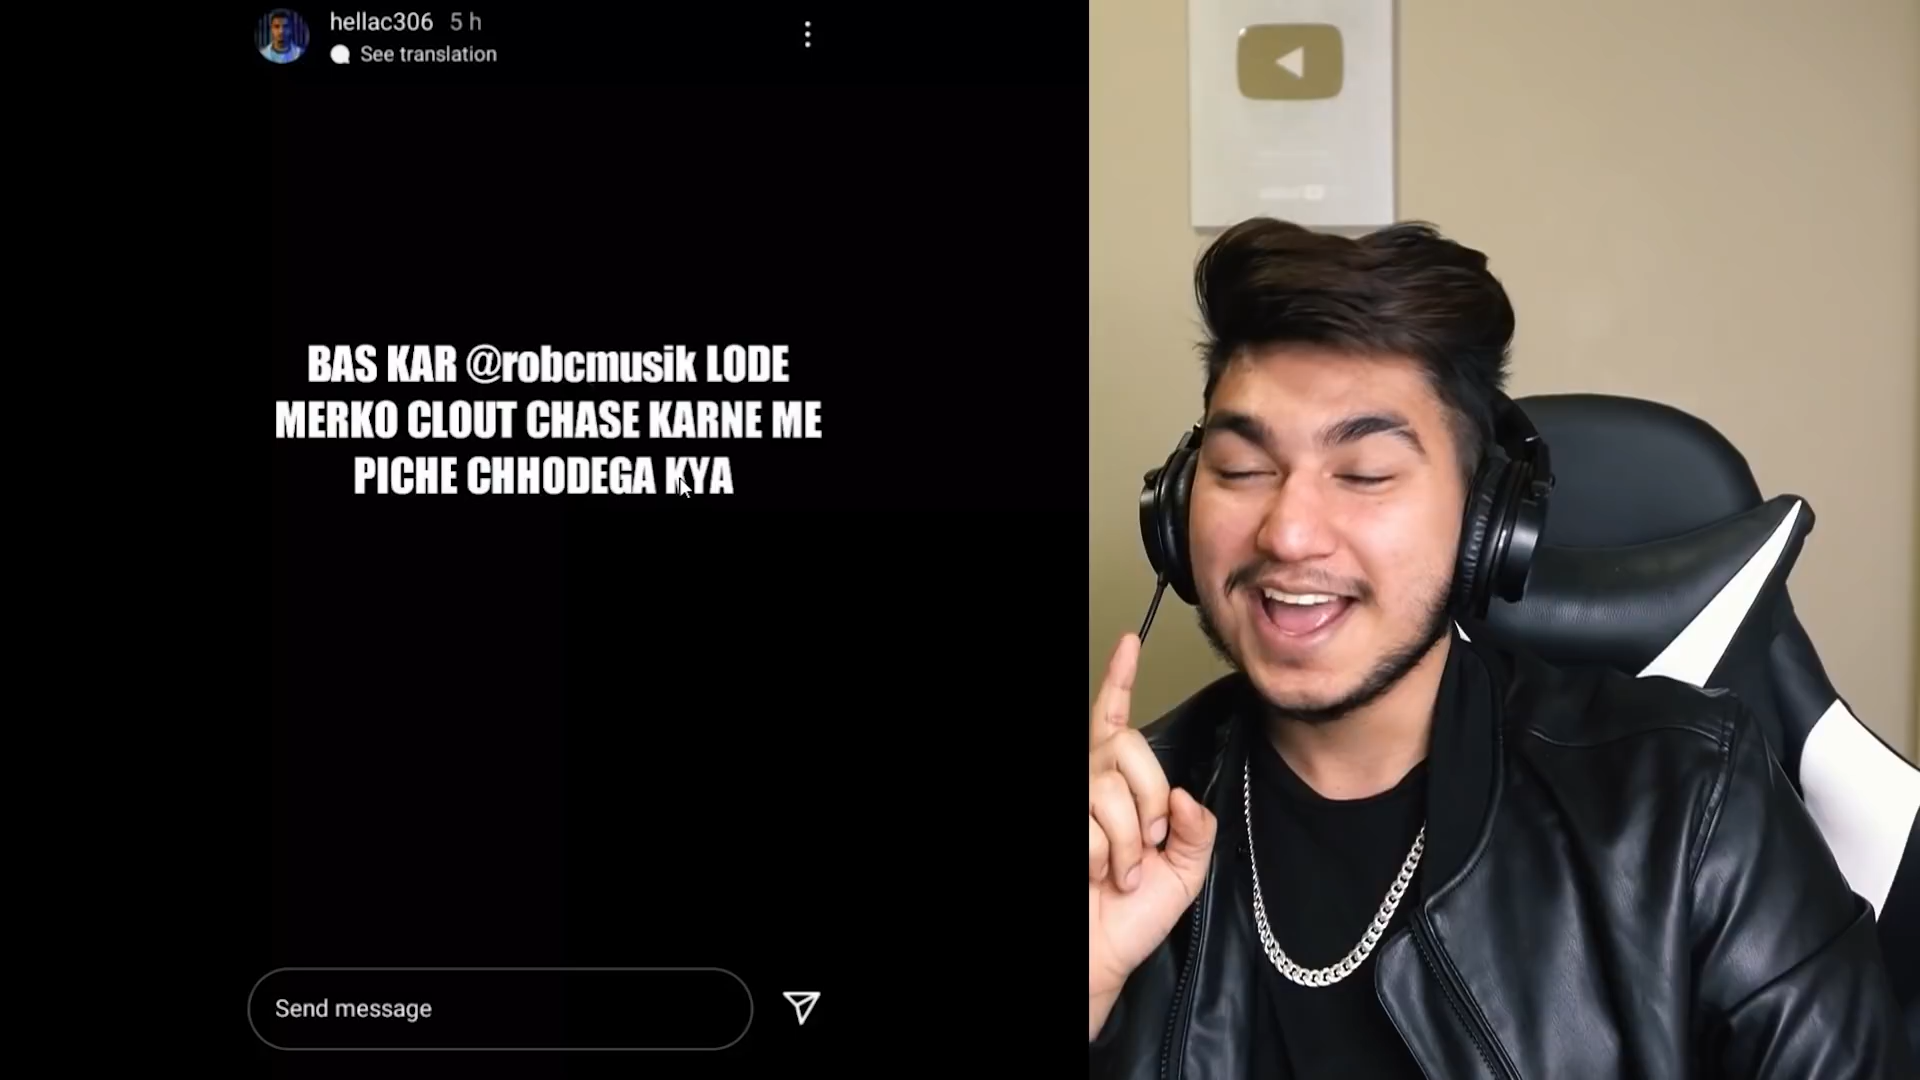 hellac306 5 h
See translation
BAS KAR @robcmusik LODE
MERKO CLOUT CHASE KARNE ME
PICHE CHHODEGA KYA
Send message